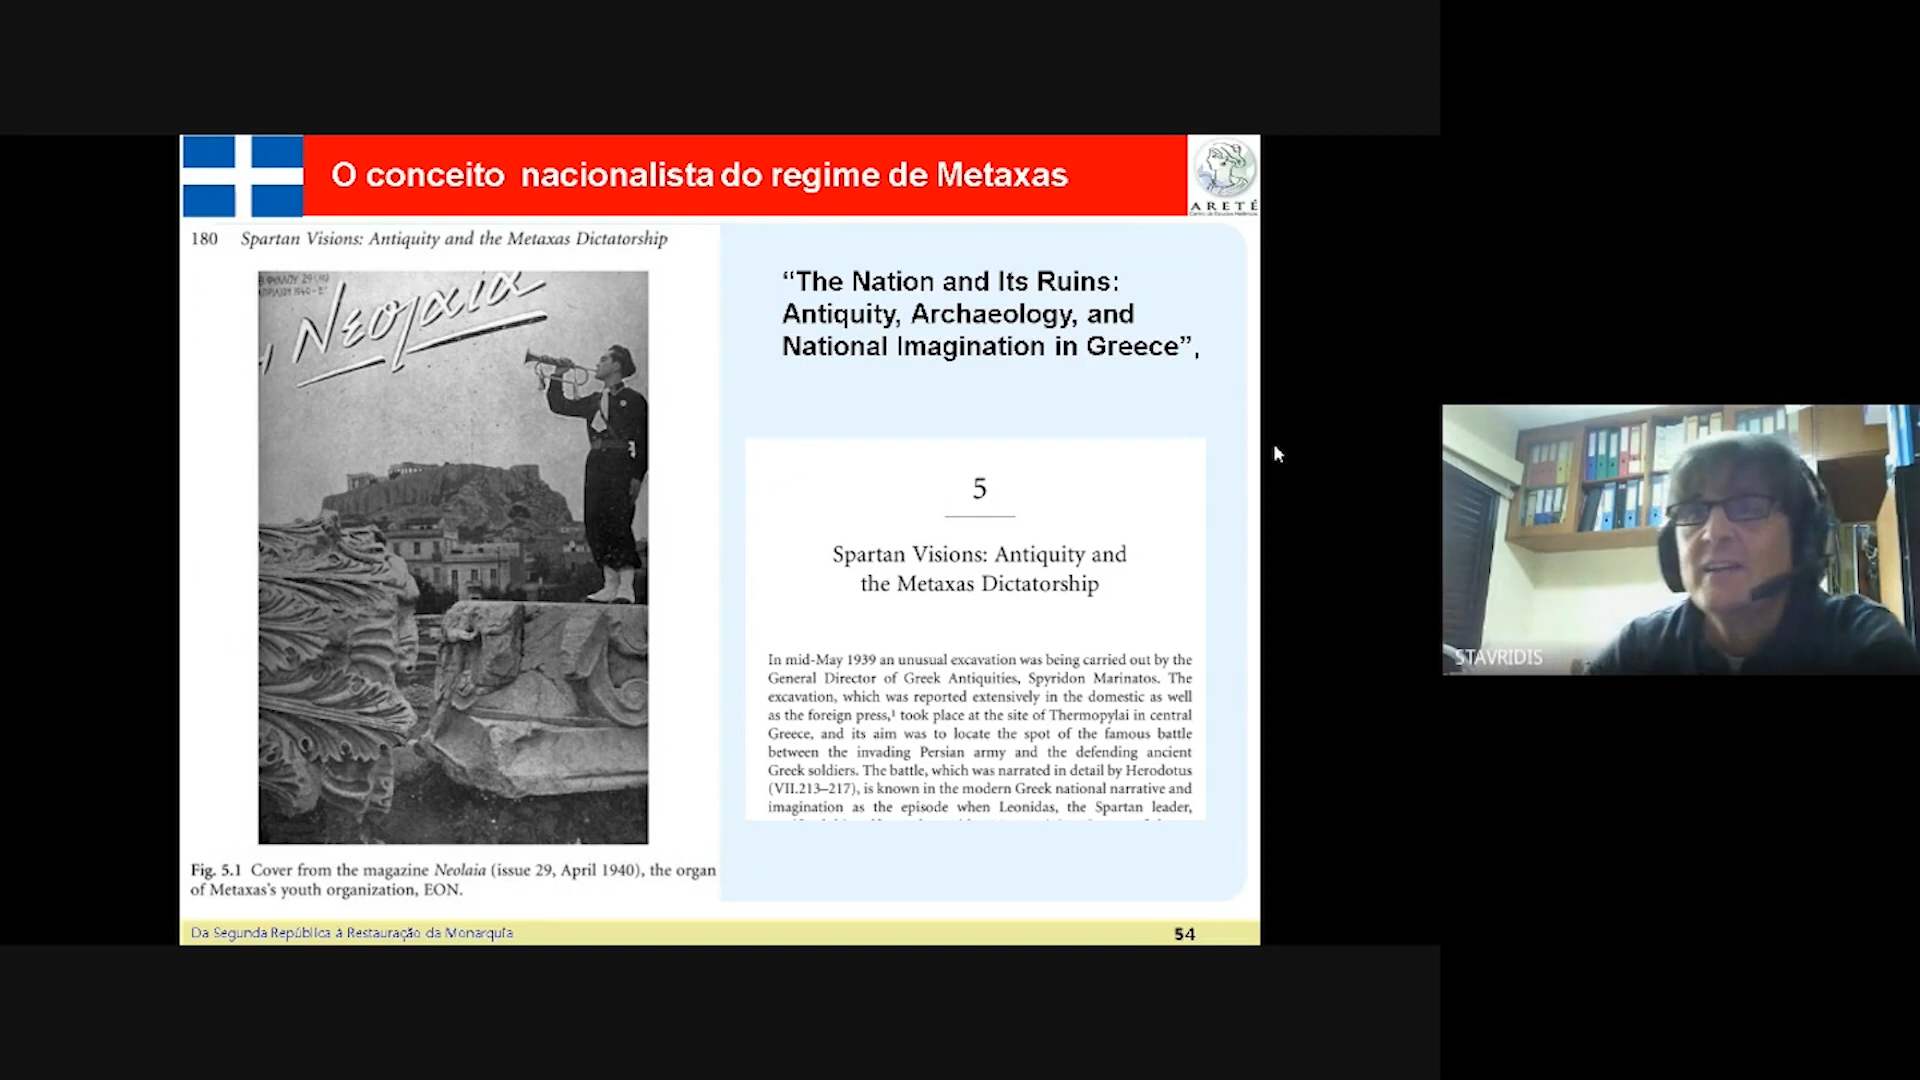 O conceito nacionalista do regime de Metaxas
ARETÉ
Centro de Estudos Helênicos
180 Spartan Visions: Antiquity and the Metaxas Dictatorship
Νεολαία
Fig. 5.1 Cover from the magazine Neolaia (issue 29, April 1940), the organ
of Metaxas's youth organization, EON.
“The Nation and Its Ruins:
Antiquity, Archaeology, and
National Imagination in Greece”,
5
Spartan Visions: Antiquity and
the Metaxas Dictatorship
In mid-May 1939 an unusual excavation was being carried out by the
General Director of Greek Antiquities, Spyridon Marinatos. The
excavation, which was reported extensively in the domestic as well
as the foreign press,¹ took place at the site of Thermopylai in central
Greece, and its aim was to locate the spot of the famous battle
between the invading Persian army and the defending ancient
Greek soldiers. The battle, which was narrated in detail by Herodotus
(VII.213–217), is known in the modern Greek national narrative and
imagination as the episode when Leonidas, the Spartan leader,
Da Segunda República à Restauração da Monarquia
54
STAVRIDIS